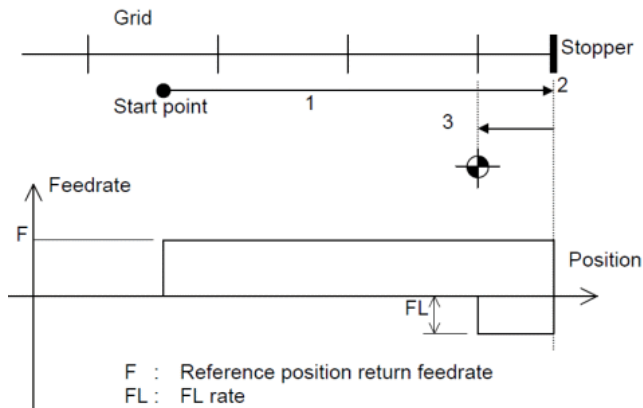 Grid
Stopper
1
2
Start point
3
Feedrate
F
Position
FL
F : Reference position return feedrate
FL : FL rate